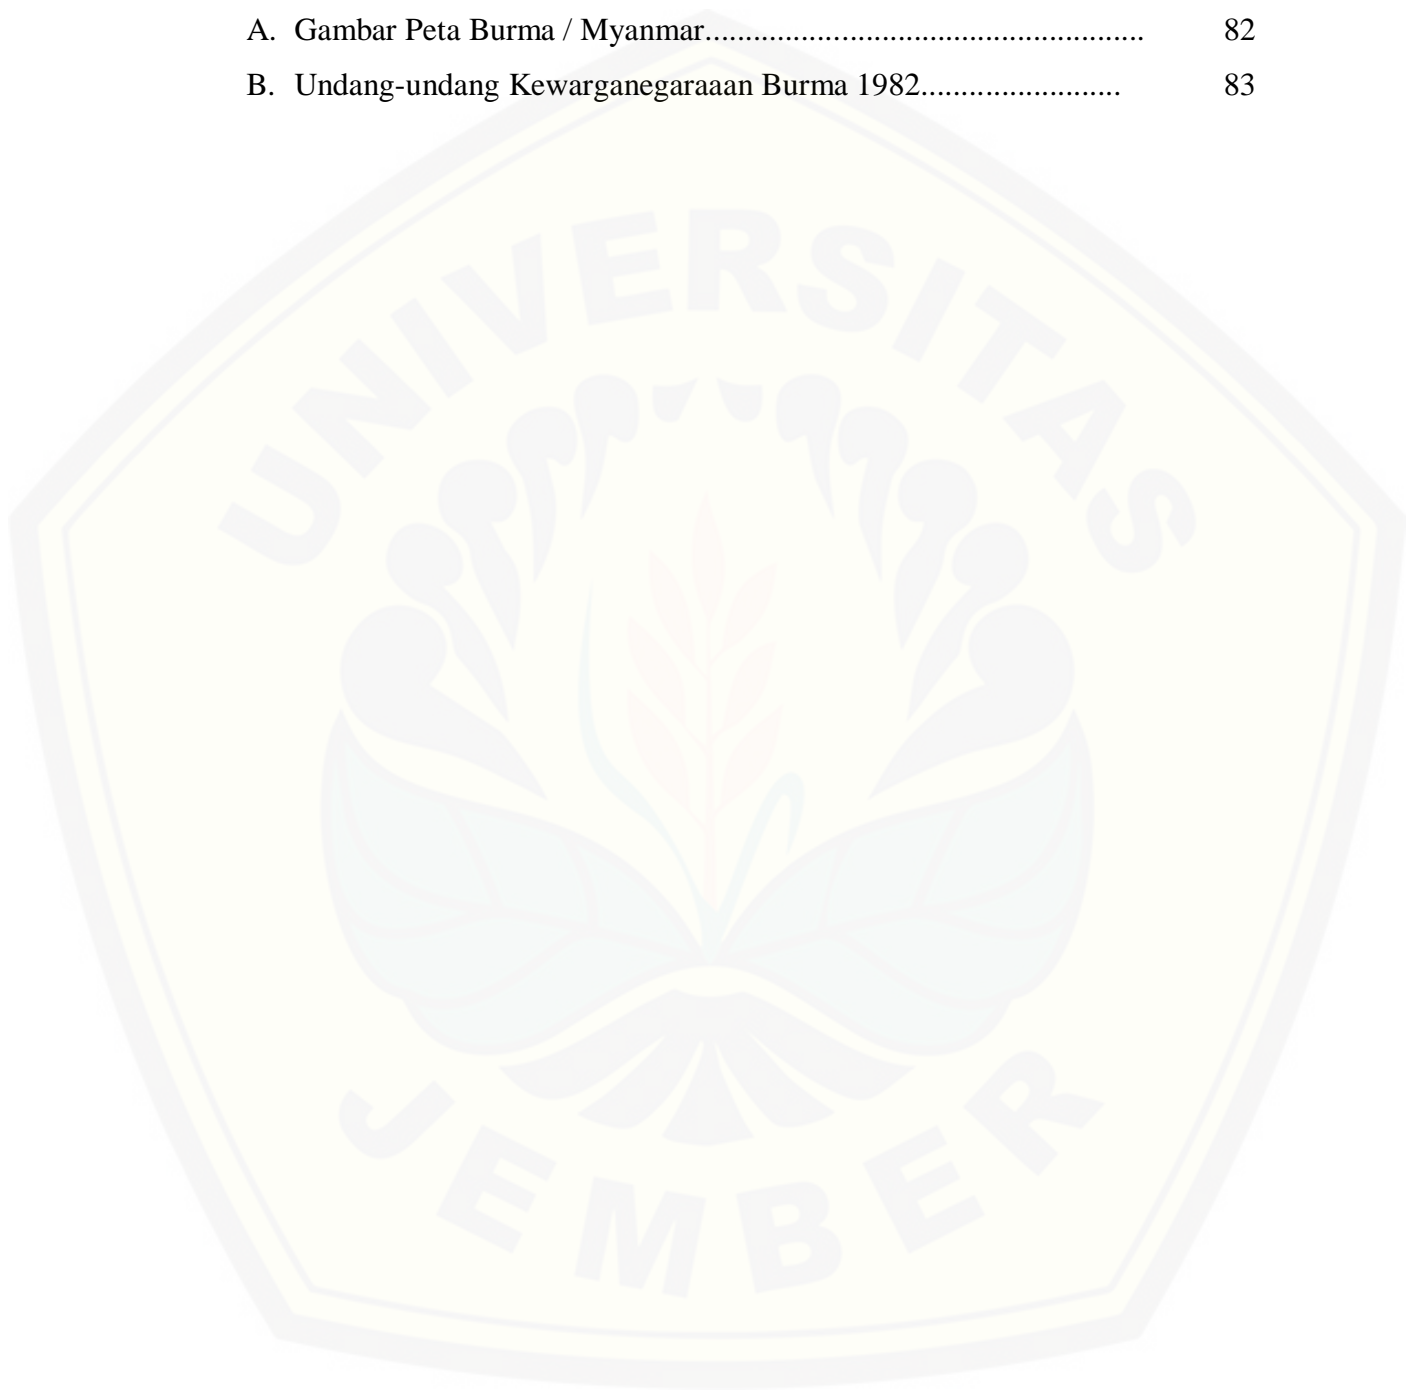 A. Gambar Peta Burma / Myanmar....................................................... 82
B. Undang-undang Kewarganegaraaan Burma 1982......................... 83
UNIVERSITAS
JEMBER